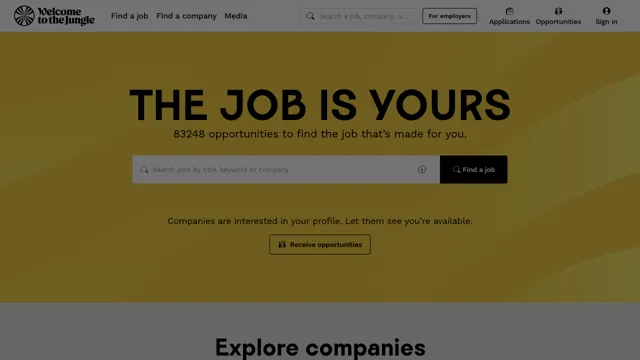 Welcome to the Jungle
Find a job
Find a company
Media
Search a job, company, o...
For employers
Applications
Opportunities
Sign in
THE JOB IS YOURS
83248 opportunities to find the job that's made for you.
Search jobs by title, keyword or company
Find a job
Companies are interested in your profile. Let them see you're available.
Receive opportunities
Explore companies